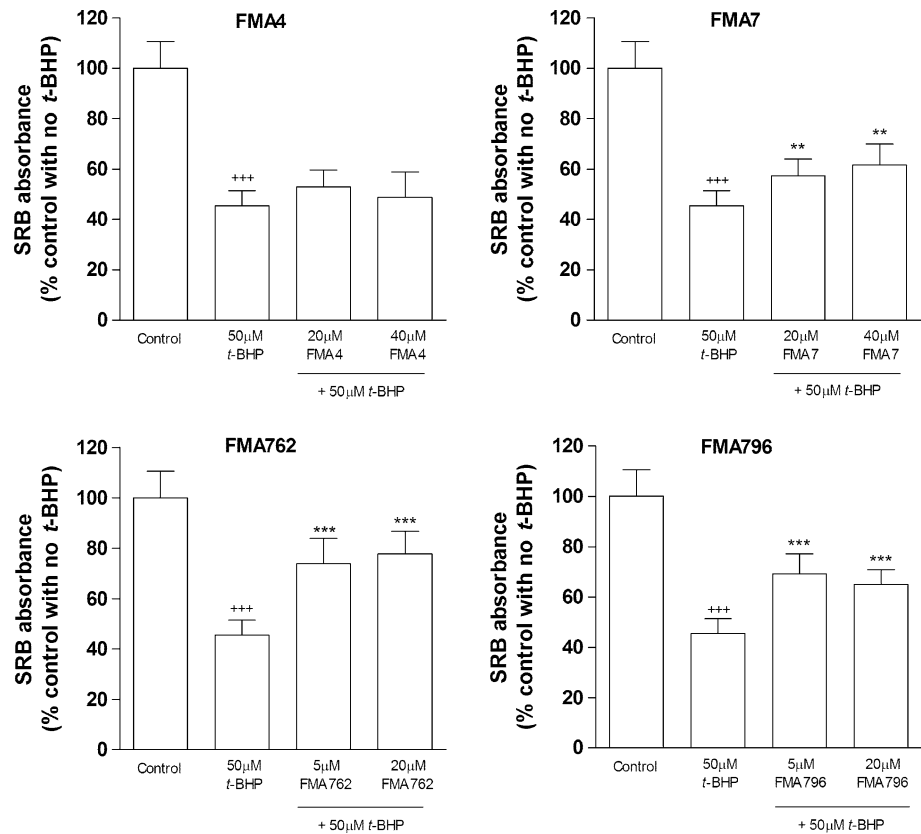 FMA4
SRB absorbance
(% control with no t-BHP)
120
100
80
60
40
20
0
+++
Control
50μM
t-BHP
20μM
FMA4
40μM
FMA4
+ 50μM t-BHP
FMA7
SRB absorbance
(% control with no t-BHP)
120
100
80
60
40
20
0
+++
**
**
Control
50μM
t-BHP
20μM
FMA7
40μM
FMA7
+ 50μM t-BHP
FMA762
SRB absorbance
(% control with no t-BHP)
120
100
80
60
40
20
0
+++
***
***
Control
50μM
t-BHP
5μM
FMA762
20μM
FMA762
+ 50μM t-BHP
FMA796
SRB absorbance
(% control with no t-BHP)
120
100
80
60
40
20
0
+++
***
***
Control
50μM
t-BHP
5μM
FMA796
20μM
FMA796
+ 50μM t-BHP